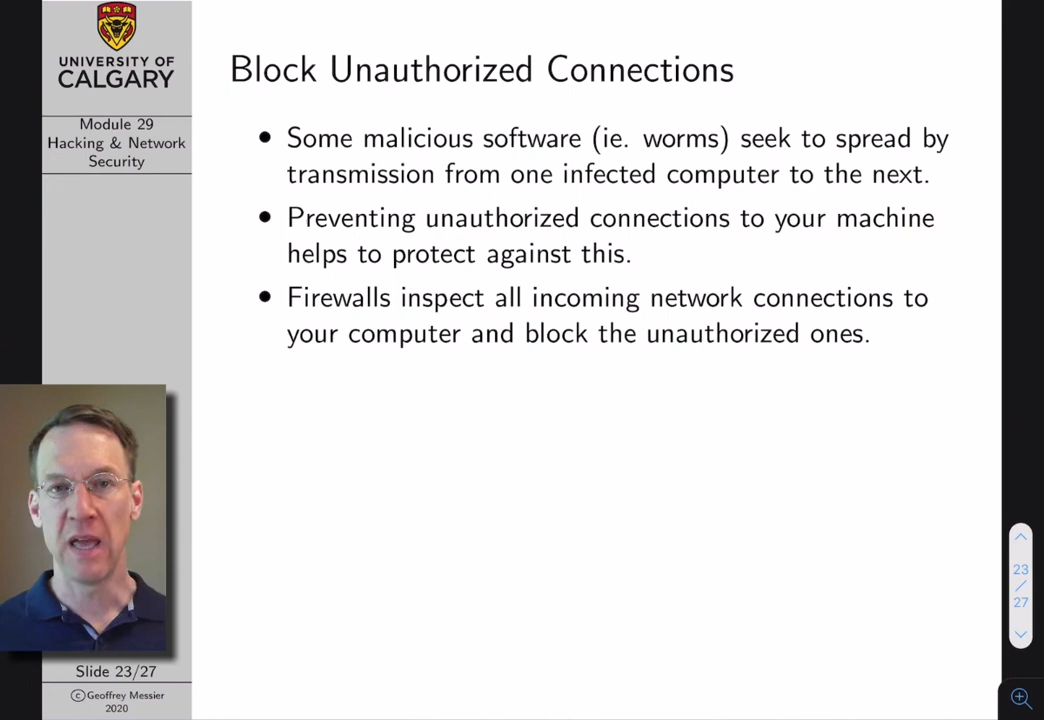 UNIVERSITY OF
CALGARY
Module 29
Hacking & Network
Security
Block Unauthorized Connections
• Some malicious software (ie. worms) seek to spread by
transmission from one infected computer to the next.
• Preventing unauthorized connections to your machine
helps to protect against this.
• Firewalls inspect all incoming network connections to
your computer and block the unauthorized ones.
23
/
27
Slide 23/27
©Geoffrey Messier
2020